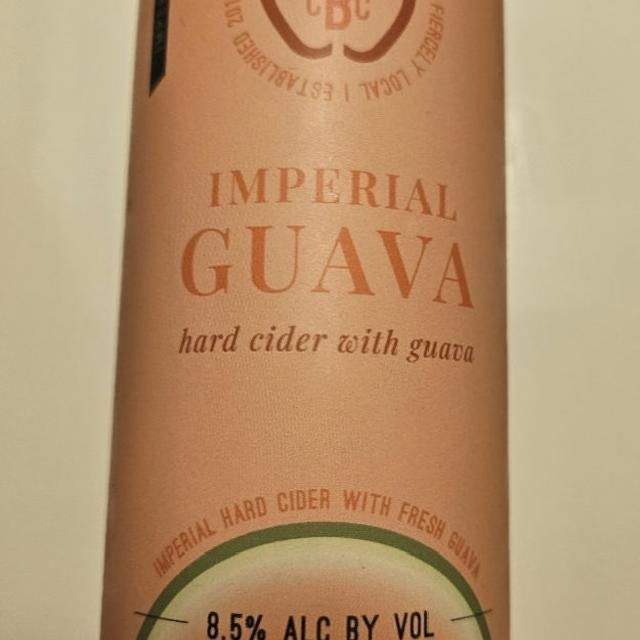 CBC
FIERCELY LOCAL | ESTABLISHED
IMPERIAL
GUAVA
hard cider with guava
IMPERIAL HARD CIDER WITH FRESH GUAVA
8.5% ALC BY VOL